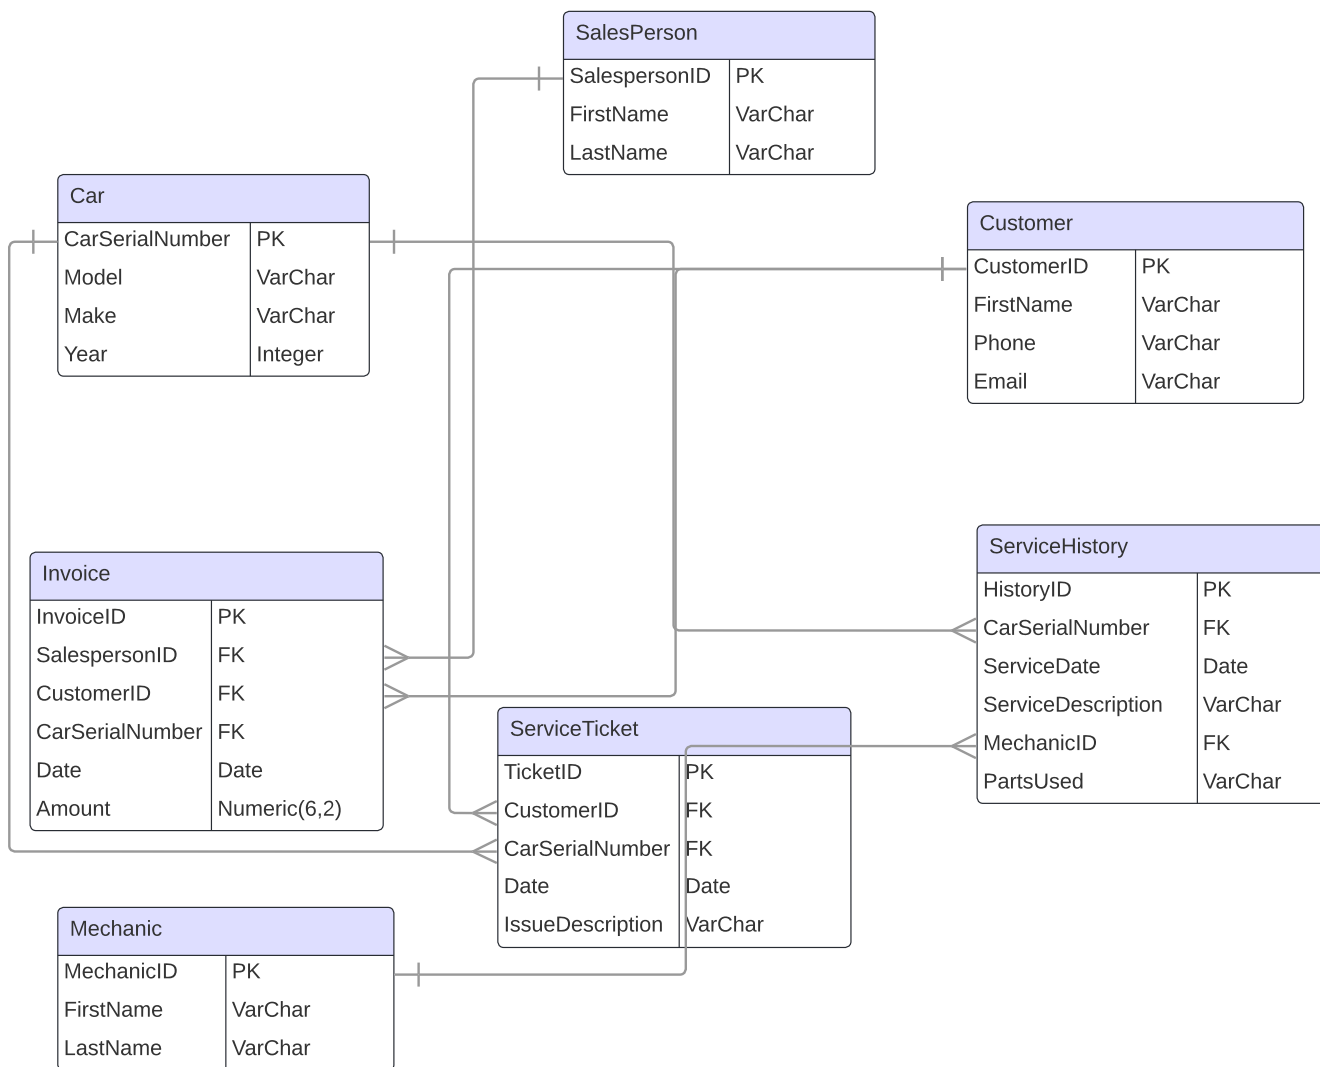 SalesPerson
SalespersonID PK
FirstName VarChar
LastName VarChar
Car
CarSerialNumber PK
Model VarChar
Make VarChar
Year Integer
Customer
CustomerID PK
FirstName VarChar
Phone VarChar
Email VarChar
Invoice
InvoiceID PK
SalespersonID FK
CustomerID FK
CarSerialNumber FK
Date Date
Amount Numeric(6,2)
ServiceHistory
HistoryID PK
CarSerialNumber FK
ServiceDate Date
ServiceDescription VarChar
MechanicID FK
PartsUsed VarChar
ServiceTicket
TicketID PK
CustomerID FK
CarSerialNumber FK
Date Date
IssueDescription VarChar
Mechanic
MechanicID PK
FirstName VarChar
LastName VarChar